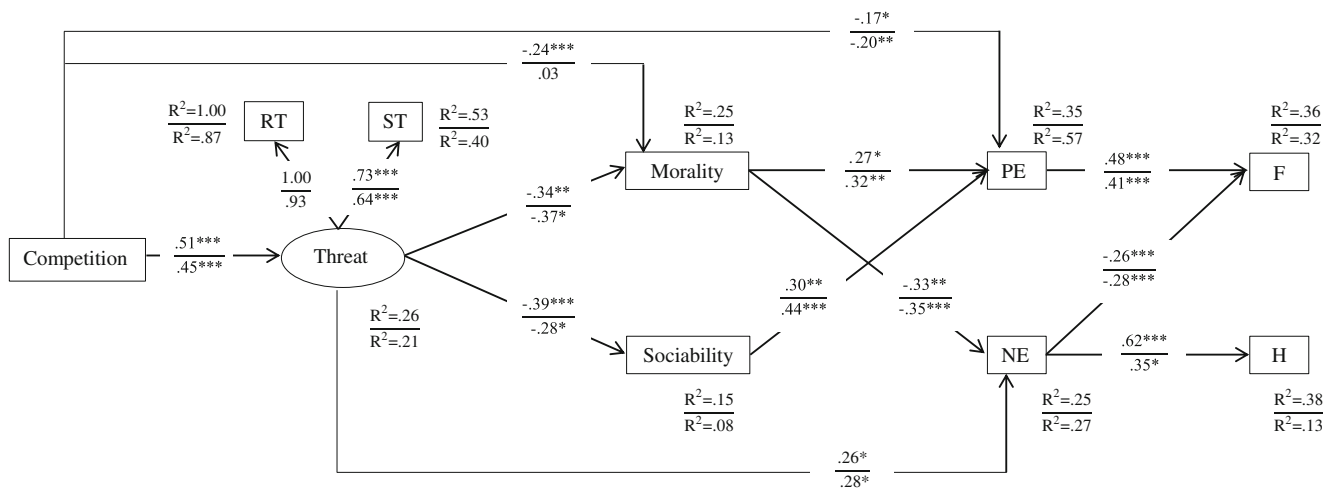 -.17*
-.20**
-.24***
.03
R²=1.00
R²=.87
RT
ST
R²=.53
R²=.40
R²=.25
R²=.13
R²=.35
R²=.57
R²=.36
R²=.32
1.00
.93
.73***
.64***
-.34**
-.37*
Morality
.27*
.32**
PE
.48***
.41***
F
Competition
.51***
.45***
Threat
R²=.26
R²=.21
-.39***
-.28*
.30**
.44***
-.33**
-.35***
-.26***
-.28***
Sociability
NE
.62***
.35*
H
R²=.15
R²=.08
R²=.25
R²=.27
R²=.38
R²=.13
.26*
.28*